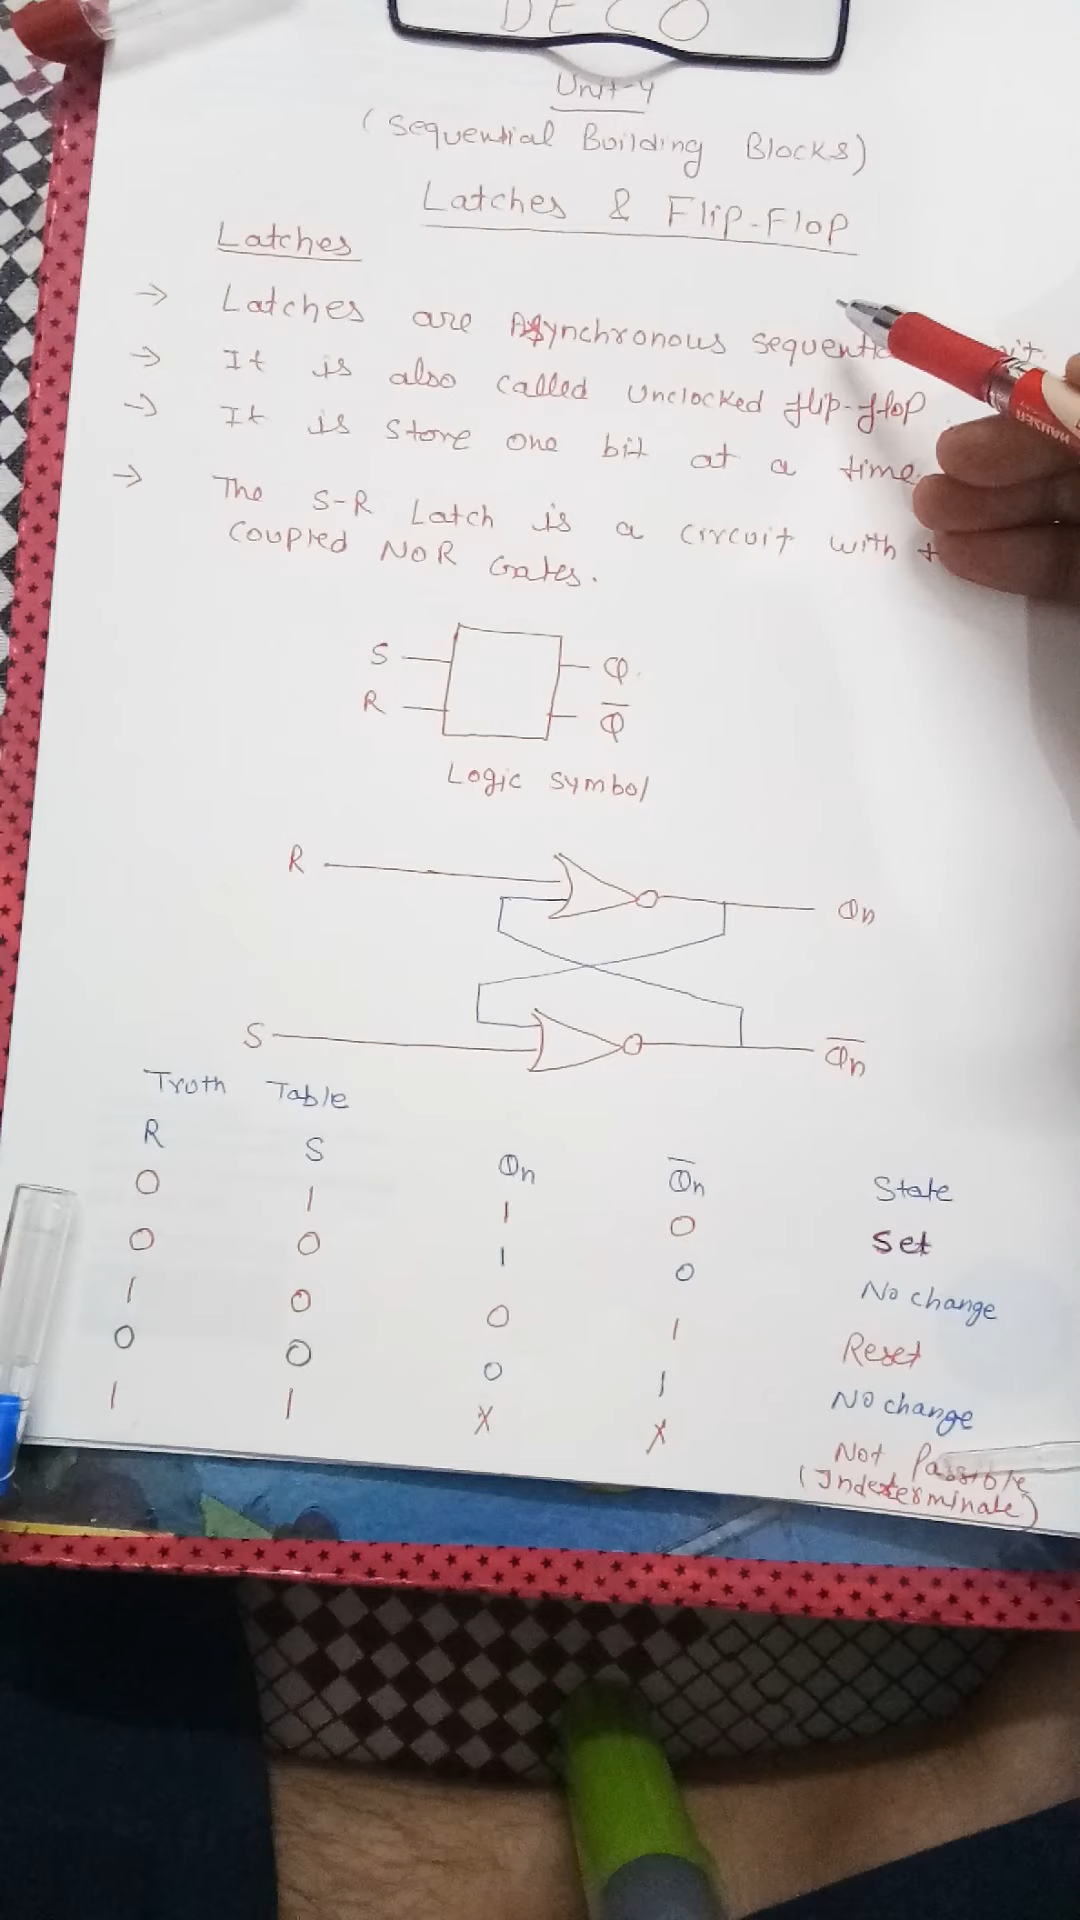 DECO
Unit-4
(Sequential Building Blocks)
Latches & Flip-Flop
Latches
→ Latches are Asynchronous sequential
→ It is also called Unclocked flip-flop.
→ It is store one bit at a time.
→ The S-R Latch is a circuit with
coupled NOR Gates.
S Q
R Q̅
Logic symbol
R Qn
S Q̅n
Truth Table
R S Qn Q̅n State
0 1 1 0 Set
0 0 1 0 No change
1 0 0 1 Reset
0 0 0 1 No change
1 1 X X Not Passible
(Indeterminate)